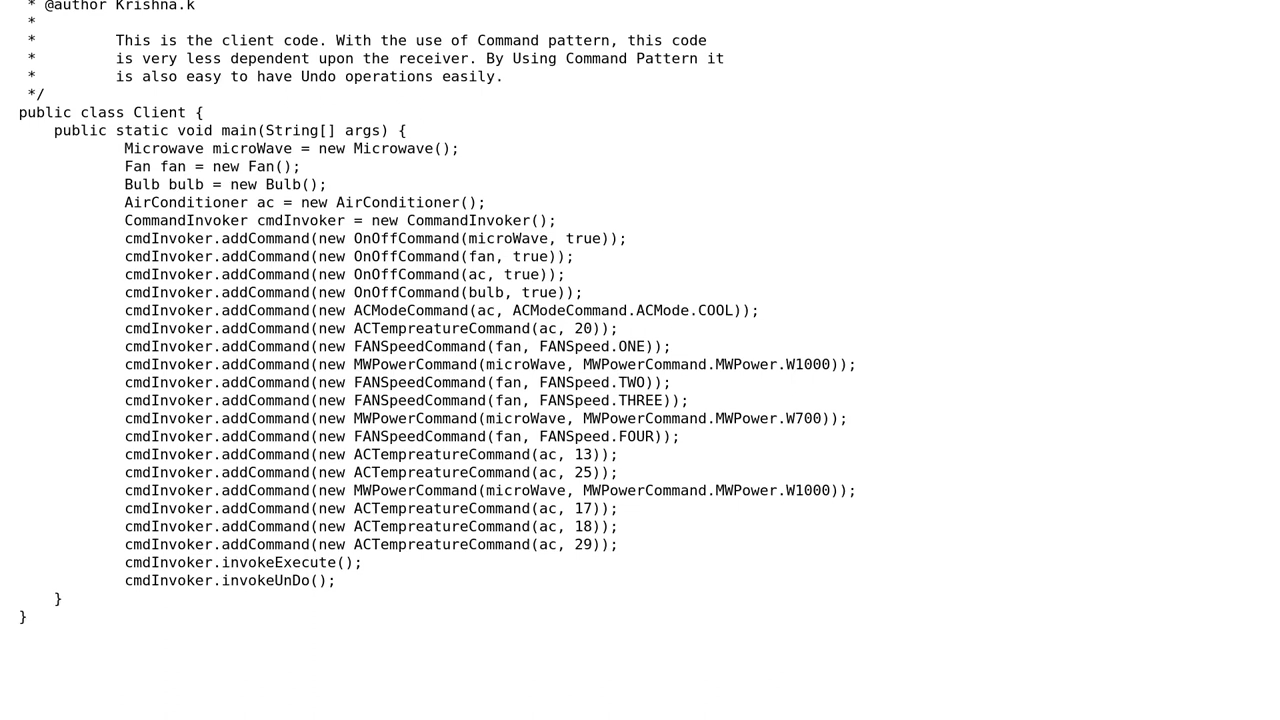 * @author Krishna.k
*
* This is the client code. With the use of Command pattern, this code
* is very less dependent upon the receiver. By Using Command Pattern it
* is also easy to have Undo operations easily.
*/
public class Client {
public static void main(String[] args) {
Microwave microWave = new Microwave();
Fan fan = new Fan();
Bulb bulb = new Bulb();
AirConditioner ac = new AirConditioner();
CommandInvoker cmdInvoker = new CommandInvoker();
cmdInvoker.addCommand(new OnOffCommand(microWave, true));
cmdInvoker.addCommand(new OnOffCommand(fan, true));
cmdInvoker.addCommand(new OnOffCommand(ac, true));
cmdInvoker.addCommand(new OnOffCommand(bulb, true));
cmdInvoker.addCommand(new ACModeCommand(ac, ACModeCommand.ACMode.COOL));
cmdInvoker.addCommand(new ACTempreatureCommand(ac, 20));
cmdInvoker.addCommand(new FANSpeedCommand(fan, FANSpeed.ONE));
cmdInvoker.addCommand(new MWPowerCommand(microWave, MWPowerCommand.MWPower.W1000));
cmdInvoker.addCommand(new FANSpeedCommand(fan, FANSpeed.TWO));
cmdInvoker.addCommand(new FANSpeedCommand(fan, FANSpeed.THREE));
cmdInvoker.addCommand(new MWPowerCommand(microWave, MWPowerCommand.MWPower.W700));
cmdInvoker.addCommand(new FANSpeedCommand(fan, FANSpeed.FOUR));
cmdInvoker.addCommand(new ACTempreatureCommand(ac, 13));
cmdInvoker.addCommand(new ACTempreatureCommand(ac, 25));
cmdInvoker.addCommand(new MWPowerCommand(microWave, MWPowerCommand.MWPower.W1000));
cmdInvoker.addCommand(new ACTempreatureCommand(ac, 17));
cmdInvoker.addCommand(new ACTempreatureCommand(ac, 18));
cmdInvoker.addCommand(new ACTempreatureCommand(ac, 29));
cmdInvoker.invokeExecute();
cmdInvoker.invokeUnDo();
}
}